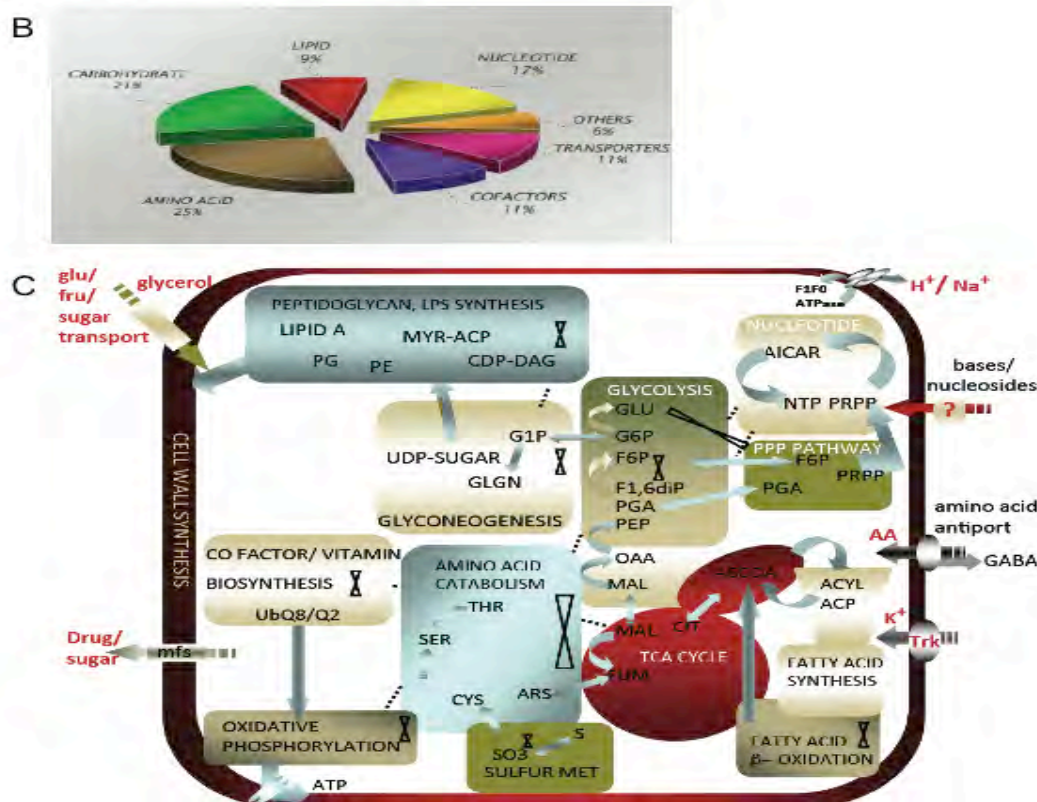 B
LIPID
9%
NUCLEOTIDE
17%
CARBOHYDRATE
21%
OTHERS
6%
TRANSPORTERS
11%
COFACTORS
11%
AMINO ACID
25%
C
glu/
fru/
sugar
transport
glycerol
F1F0
ATPase
H+/ Na+
PEPTIDOGLYCAN, LPS SYNTHESIS
LIPID A
MYR-ACP
PG
PE
CDP-DAG
NUCLEOTIDE
AICAR
NTP PRPP
bases/
nucleosides
?
GLYCOLYSIS
GLU
G6P
F6P
F1,6diP
PGA
PEP
OAA
MAL
PPP PATHWAY
F6P
PRPP
PGA
G1P
UDP-SUGAR
GLGN
GLYCONEOGENESIS
CELL WALL SYNTHESIS
CO FACTOR/ VITAMIN
BIOSYNTHESIS
UbQ8/Q2
AMINO ACID
CATABOLISM
THR
SER
CYS
ARS
amino acid
antiport
AA
GABA
ACYL
ACP
K+
Trk
MAL
CIT
TCA CYCLE
FUM
FATTY ACID
SYNTHESIS
Drug/
sugar
mfs
OXIDATIVE
PHOSPHORYLATION
ATP
S
SO3
SULFUR MET
FATTY ACID
β– OXIDATION